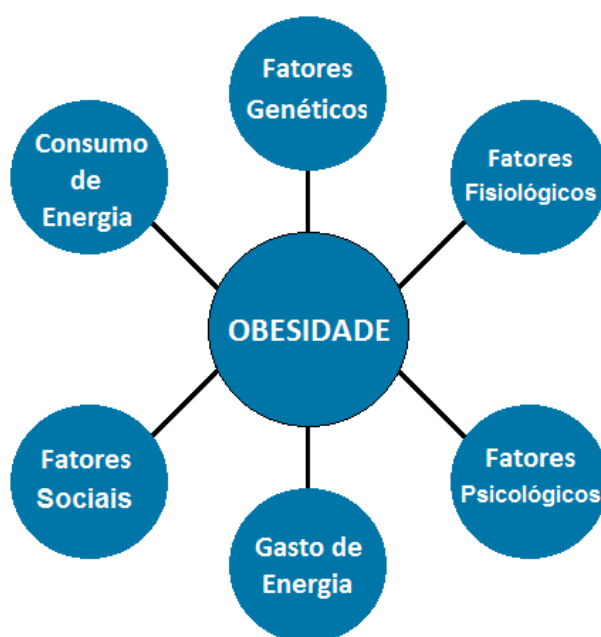 Fatores
Genéticos
Consumo
de
Energia
Fatores
Fisiológicos
OBESIDADE
Fatores
Sociais
Fatores
Psicológicos
Gasto de
Energia